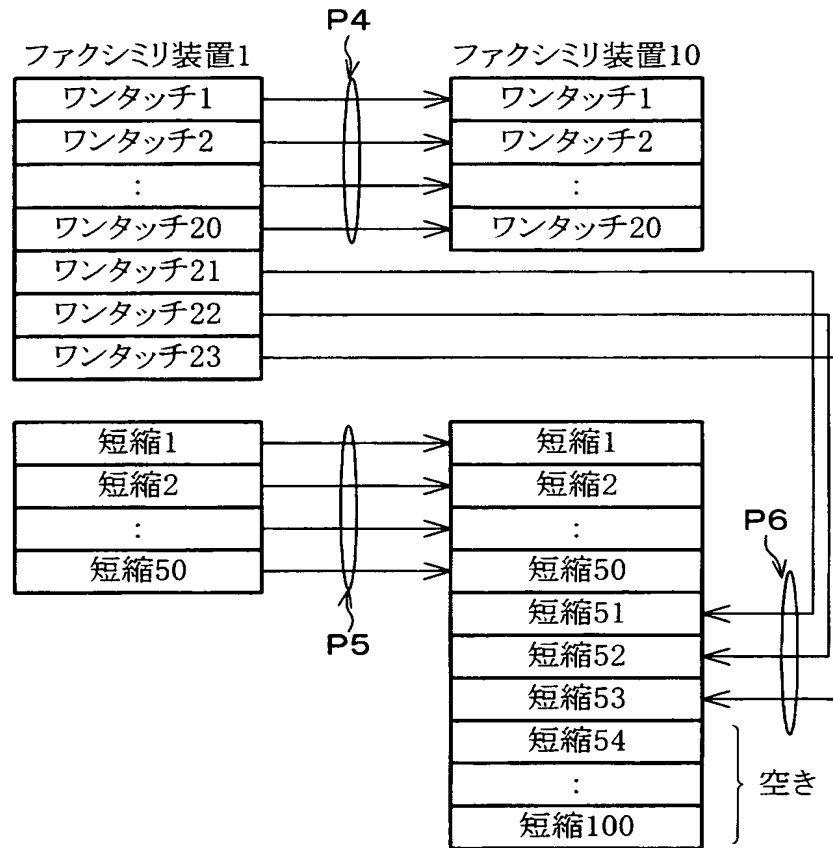 P4
ファクシミリ装置1
ファクシミリ装置10
ワンタッチ1
ワンタッチ1
ワンタッチ2
ワンタッチ2
:
:
ワンタッチ20
ワンタッチ20
ワンタッチ21
ワンタッチ22
ワンタッチ23
短縮1
短縮1
短縮2
短縮2
:
:
P6
短縮50
短縮50
短縮51
P5
短縮52
短縮53
短縮54
:
空き
短縮100